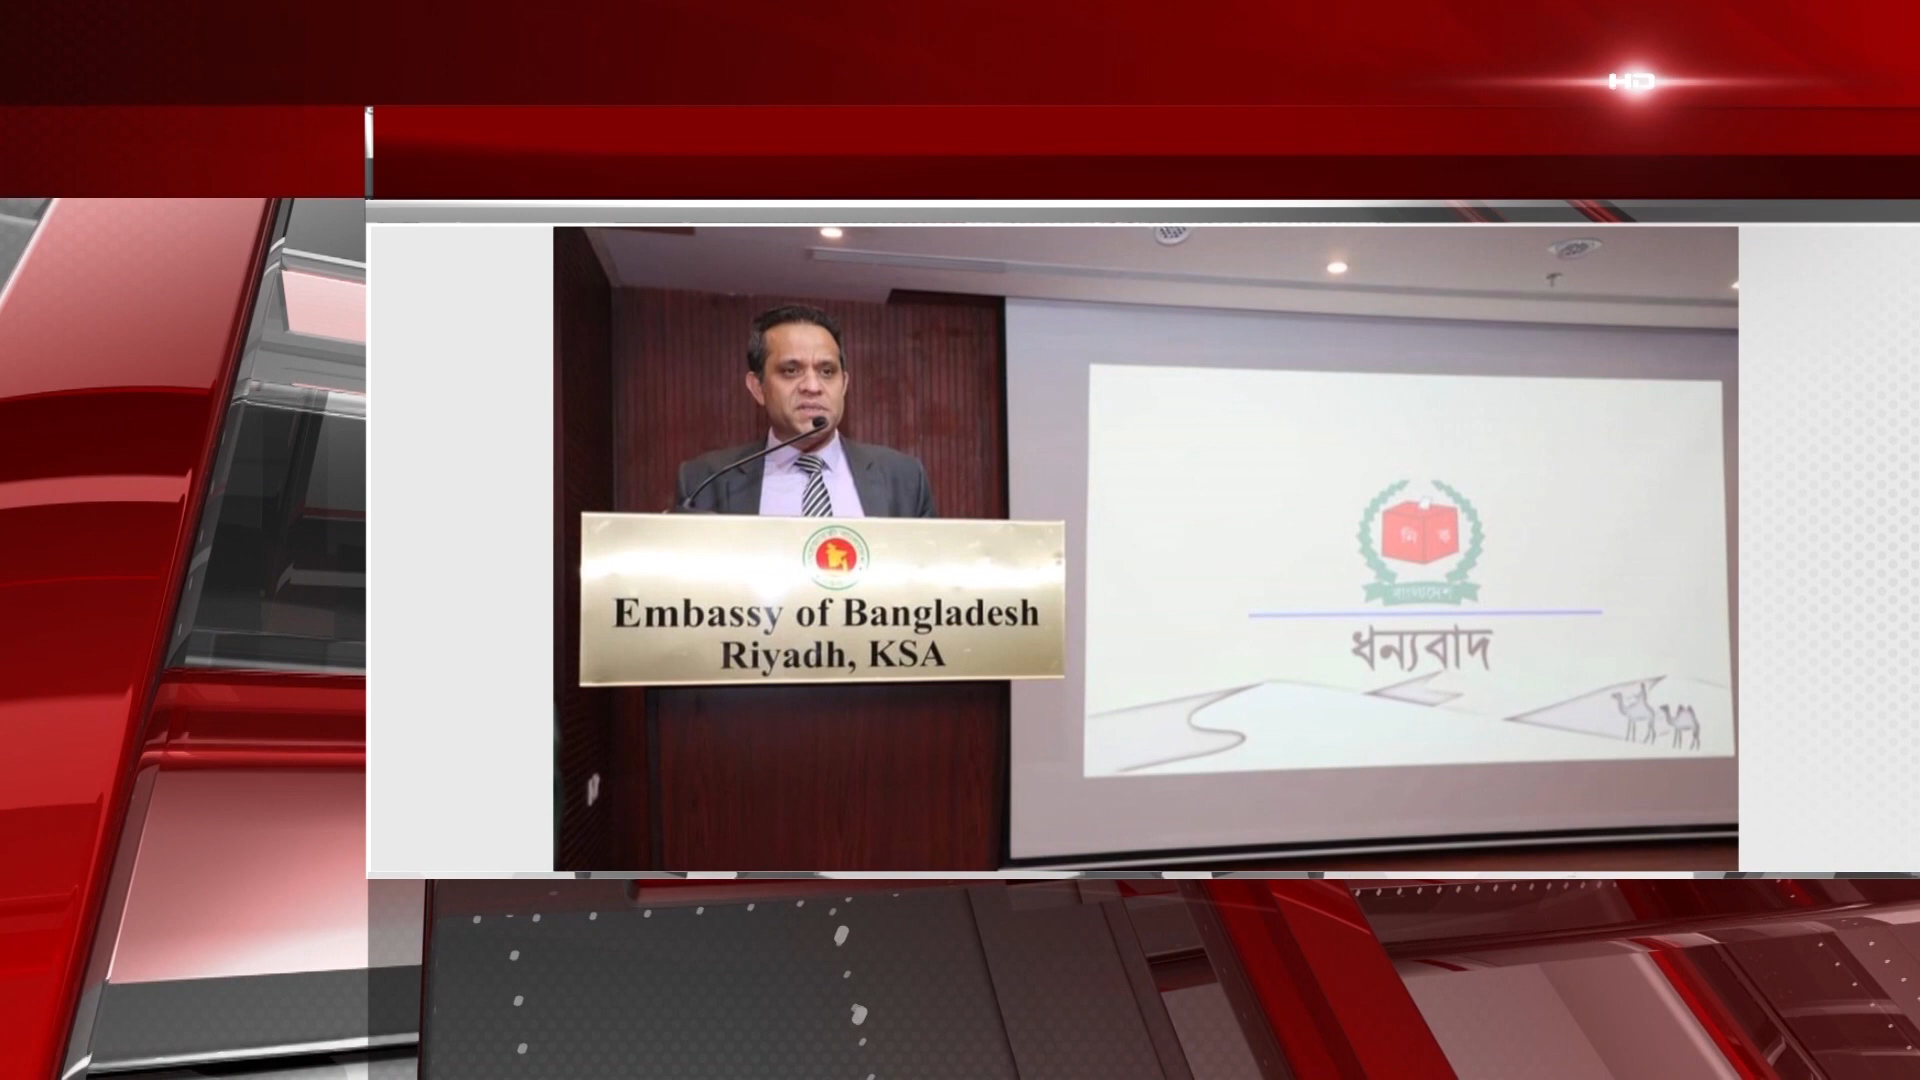 HD
Embassy of Bangladesh
Riyadh, KSA
নি ক
বাংলাদেশ
ধন্যবাদ